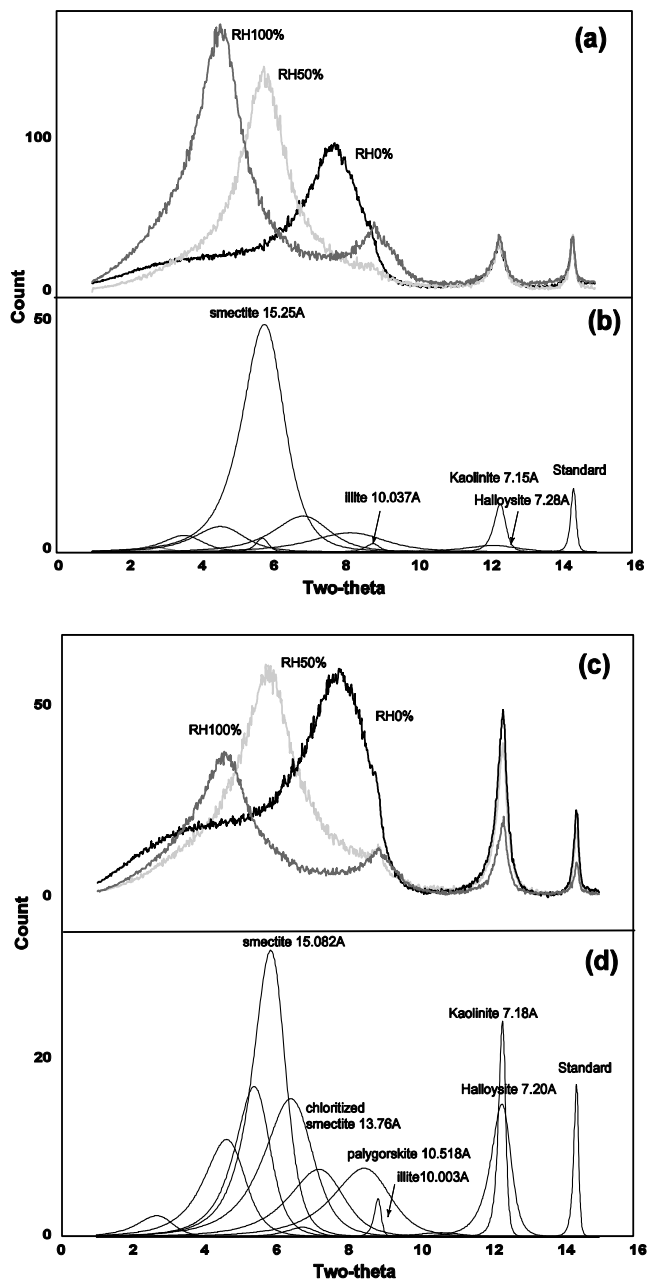 (a)
RH100%
RH50%
RH0%
100
0
Count
(b)
50
smectite 15.25A
illite 10.037A
Kaolinite 7.15A
Halloysite 7.28A
Standard
0
0 2 4 6 8 10 12 14 16
Two-theta
(c)
RH50%
RH0%
RH100%
50
0
Count
(d)
smectite 15.082A
20
chloritized
smectite 13.76A
palygorskite 10.518A
illite10.003A
Kaolinite 7.18A
Halloysite 7.20A
Standard
0
0 2 4 6 8 10 12 14 16
Two-theta